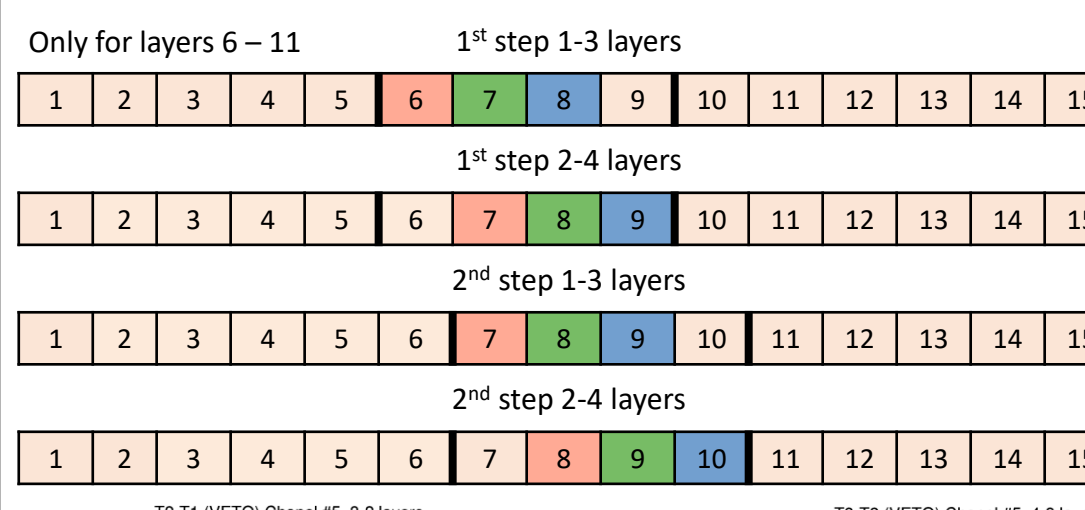 Only for layers 6 – 11
1st step 1-3 layers
1 2 3 4 5 6 7 8 9 10 11 12 13 14
1st step 2-4 layers
1 2 3 4 5 6 7 8 9 10 11 12 13 14
2nd step 1-3 layers
1 2 3 4 5 6 7 8 9 10 11 12 13 14
2nd step 2-4 layers
1 2 3 4 5 6 7 8 9 10 11 12 13 14